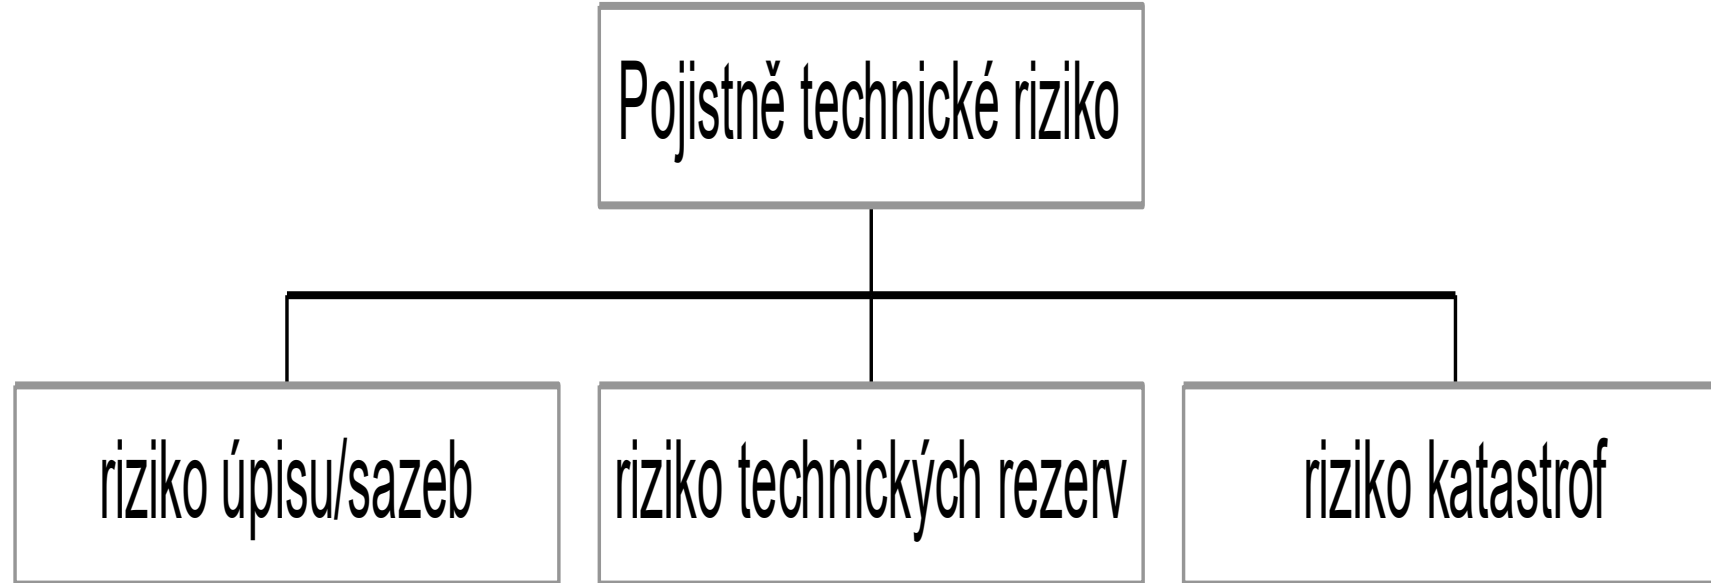 Pojistně technické riziko
riziko úpisu/sazeb
riziko technických rezerv
riziko katastrof